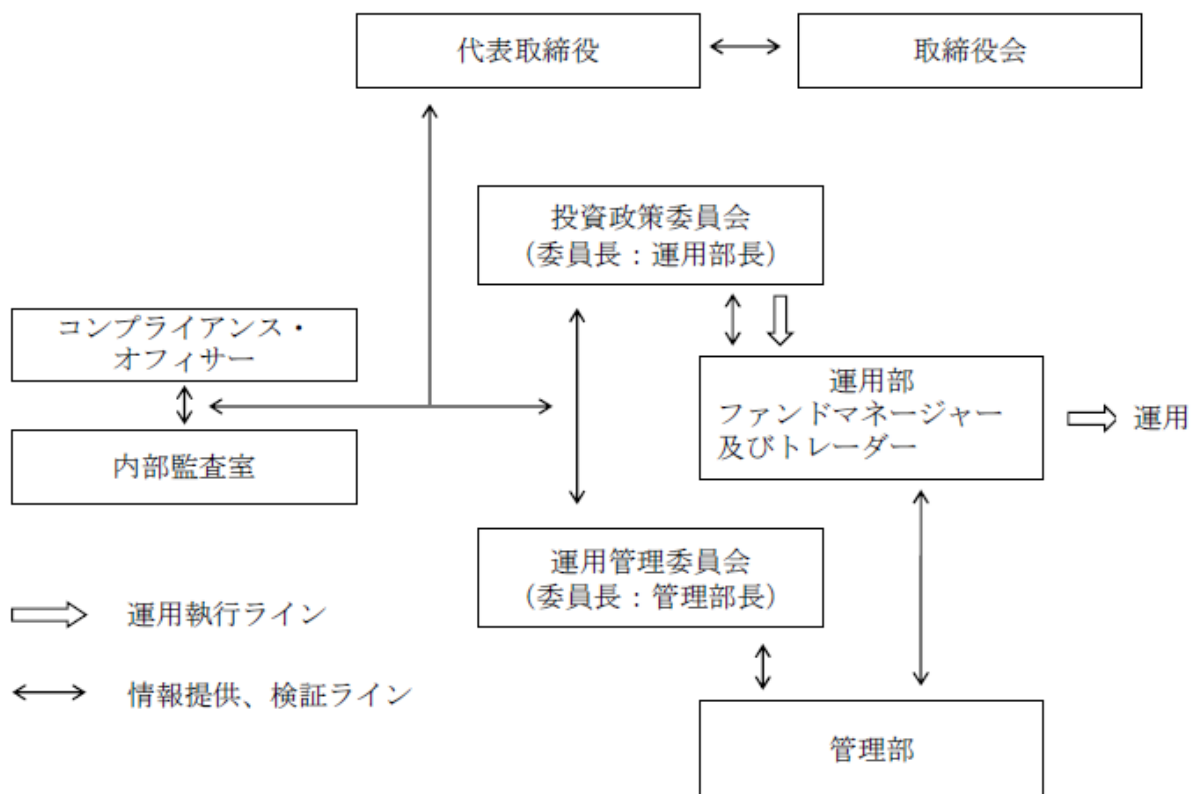 代表取締役
取締役会
投資政策委員会
（委員長：運用部長）
コンプライアンス・
オフィサー
運用部
ファンドマネージャー
及びトレーダー
運用
内部監査室
運用管理委員会
（委員長：管理部長）
運用執行ライン
情報提供、検証ライン
管理部